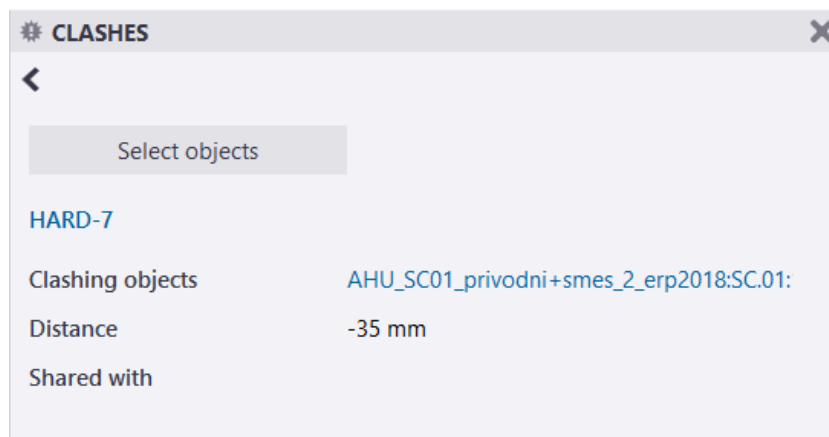 CLASHES
Select objects
HARD-7
Clashing objects AHU_SC01_privodni+smes_2_erp2018:SC.01:
Distance -35 mm
Shared with